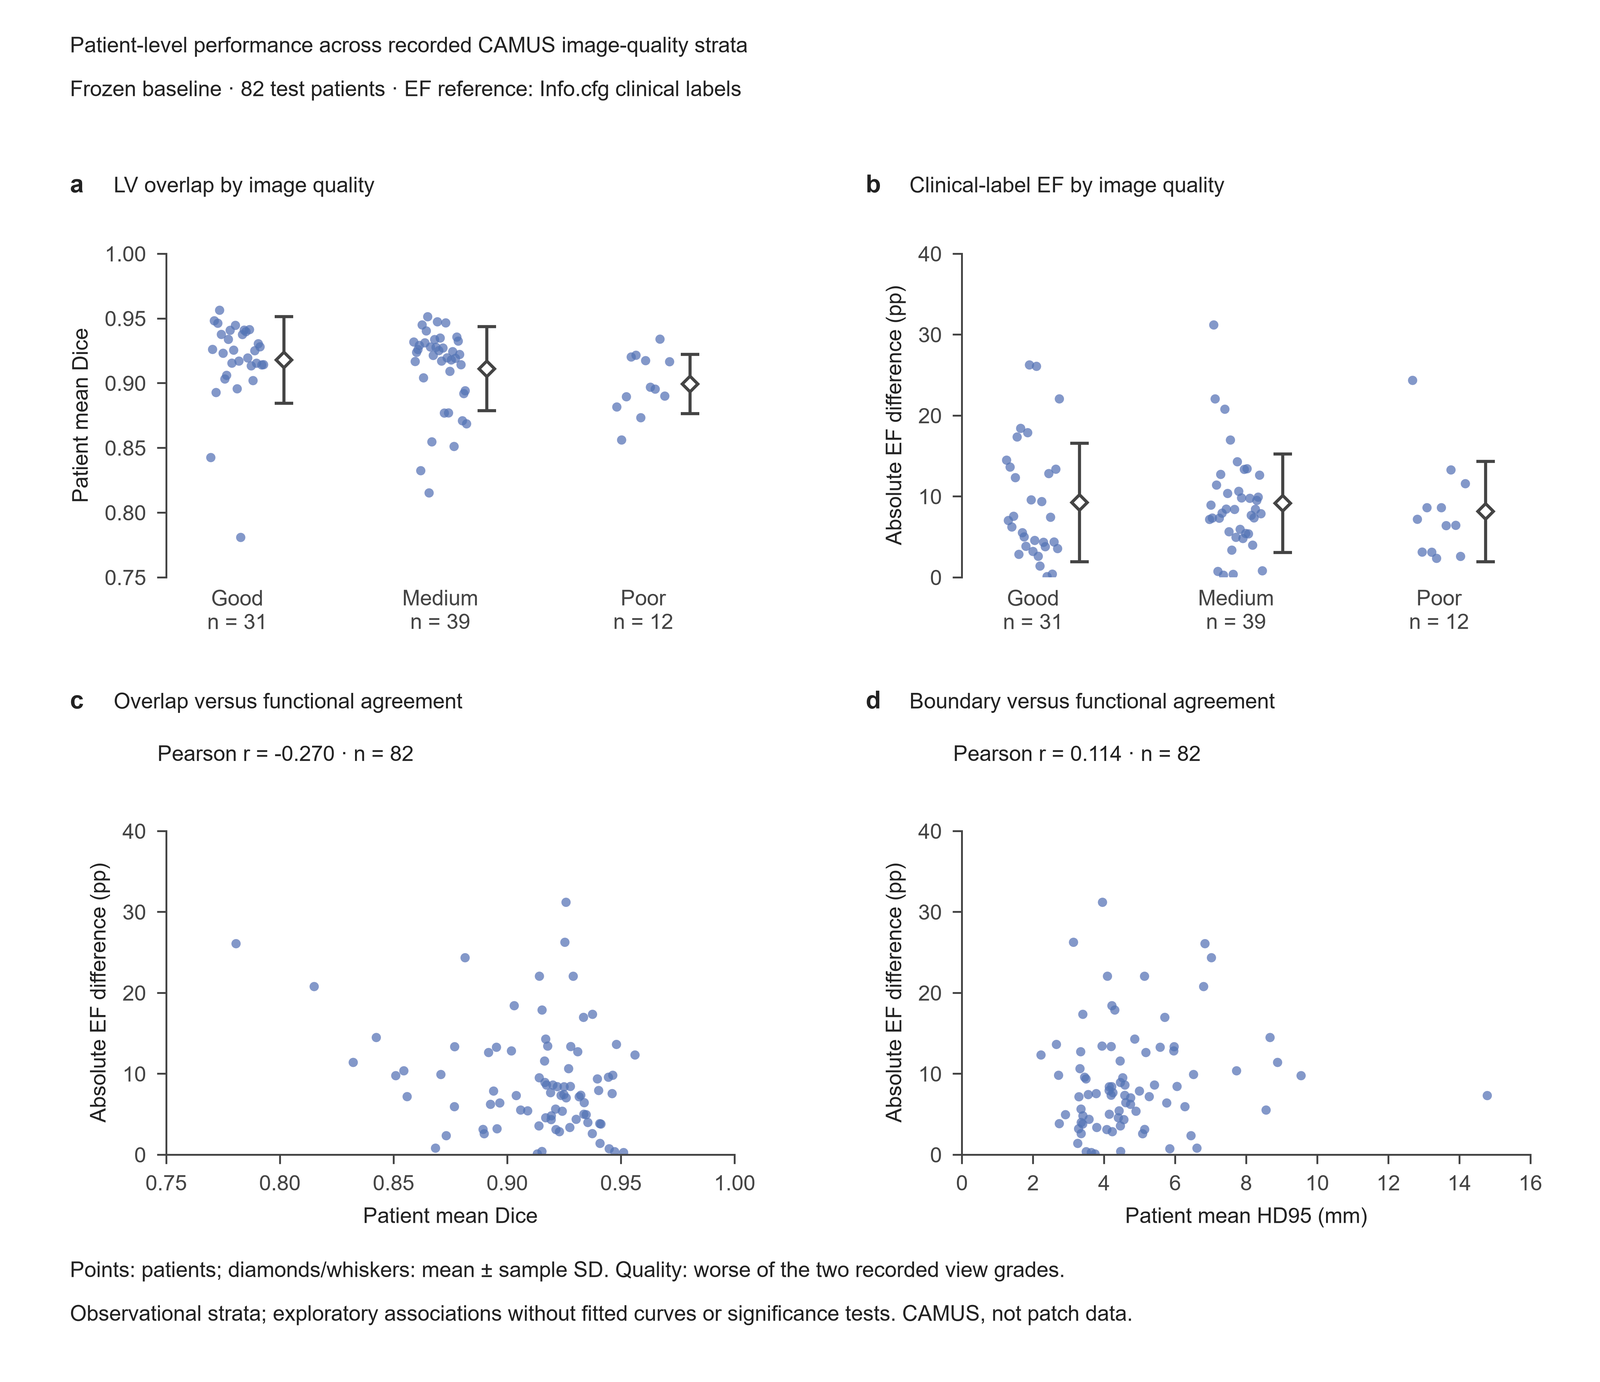 Patient-level performance across recorded CAMUS image-quality strata
Frozen baseline · 82 test patients · EF reference: Info.cfg clinical labels
a LV overlap by image quality
1.00
0.95
0.90
0.85
0.80
0.75
Patient mean Dice
Good
n = 31
Medium
n = 39
Poor
n = 12
b Clinical-label EF by image quality
40
30
20
10
0
Absolute EF difference (pp)
Good
n = 31
Medium
n = 39
Poor
n = 12
c Overlap versus functional agreement
Pearson r = -0.270 · n = 82
40
30
20
10
0
Absolute EF difference (pp)
0.75 0.80 0.85 0.90 0.95 1.00
Patient mean Dice
d Boundary versus functional agreement
Pearson r = 0.114 · n = 82
40
30
20
10
0
Absolute EF difference (pp)
0 2 4 6 8 10 12 14 16
Patient mean HD95 (mm)
Points: patients; diamonds/whiskers: mean ± sample SD. Quality: worse of the two recorded view grades.
Observational strata; exploratory associations without fitted curves or significance tests. CAMUS, not patch data.